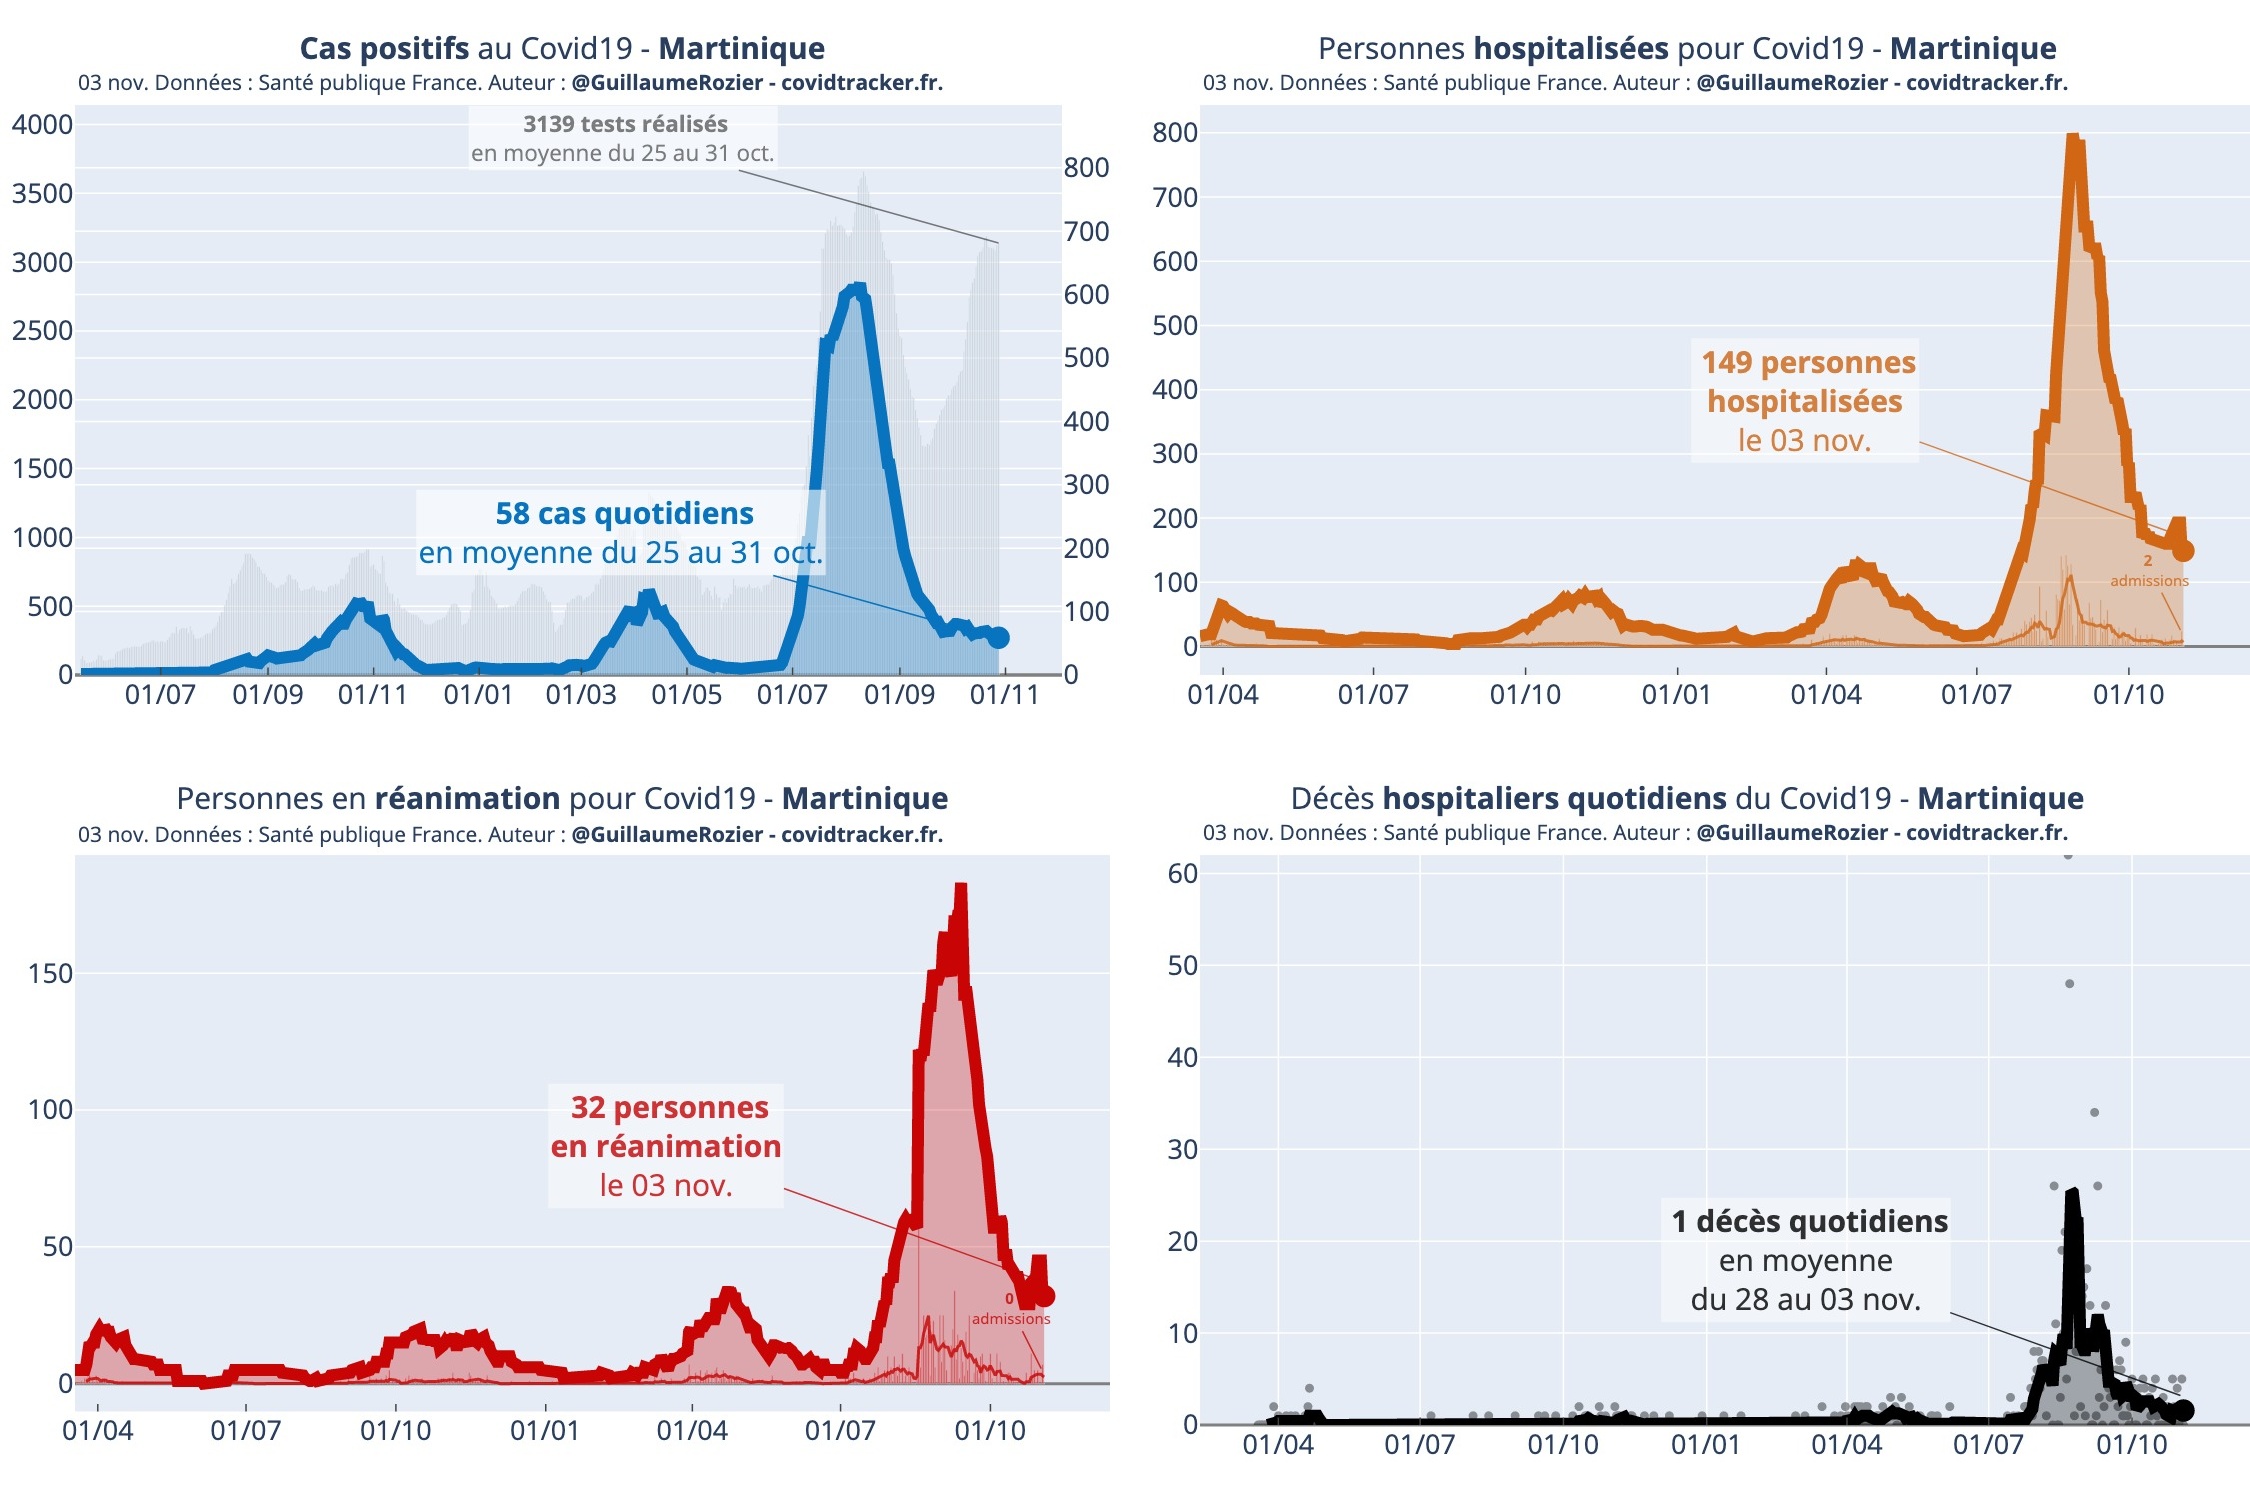 Cas positifs au Covid19 - Martinique
03 nov. Données : Santé publique France. Auteur : @GuillaumeRozier - covidtracker.fr.
3139 tests réalisés
en moyenne du 25 au 31 oct.
58 cas quotidiens
en moyenne du 25 au 31 oct.
4000
3500
3000
2500
2000
1500
1000
500
0
800
700
600
500
400
300
200
100
0
01/07 01/09 01/11 01/01 01/03 01/05 01/07 01/09 01/11
Personnes hospitalisées pour Covid19 - Martinique
03 nov. Données : Santé publique France. Auteur : @GuillaumeRozier - covidtracker.fr.
800
700
600
500
400
300
200
100
0
149 personnes
hospitalisées
le 03 nov.
2
admissions
01/04 01/07 01/10 01/01 01/04 01/07 01/10
Personnes en réanimation pour Covid19 - Martinique
03 nov. Données : Santé publique France. Auteur : @GuillaumeRozier - covidtracker.fr.
150
100
50
0
32 personnes
en réanimation
le 03 nov.
0
admissions
01/04 01/07 01/10 01/01 01/04 01/07 01/10
Décès hospitaliers quotidiens du Covid19 - Martinique
03 nov. Données : Santé publique France. Auteur : @GuillaumeRozier - covidtracker.fr.
60
50
40
30
20
10
0
1 décès quotidiens
en moyenne
du 28 au 03 nov.
01/04 01/07 01/10 01/01 01/04 01/07 01/10